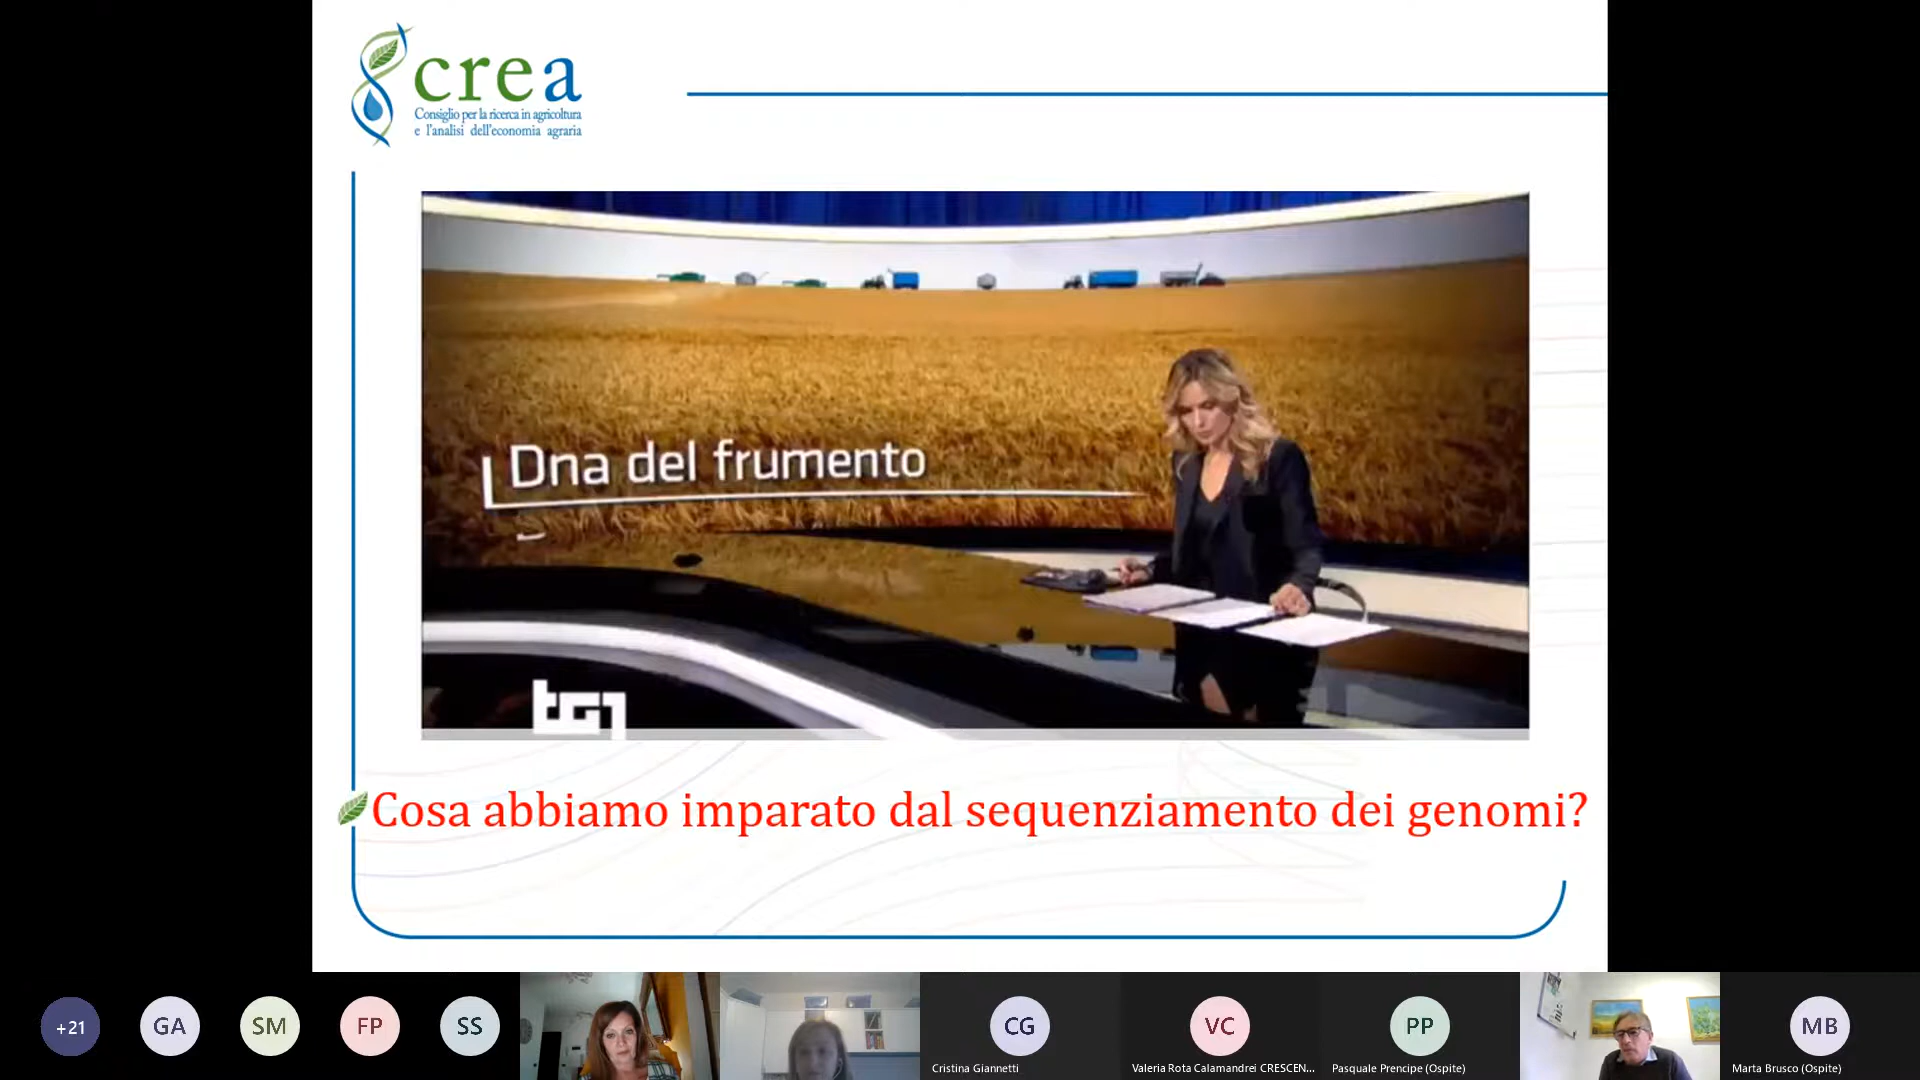 crea
Consiglio per la ricerca in agricoltura
e l'analisi dell'economia agraria
Dna del frumento
tg1
Cosa abbiamo imparato dal sequenziamento dei genomi?
+21
GA
SM
FP
SS
CG
Cristina Giannetti
VC
Valeria Rota Calamandrei CRESCEN...
PP
Pasquale Prencipe (Ospite)
MB
Marta Brusco (Ospite)